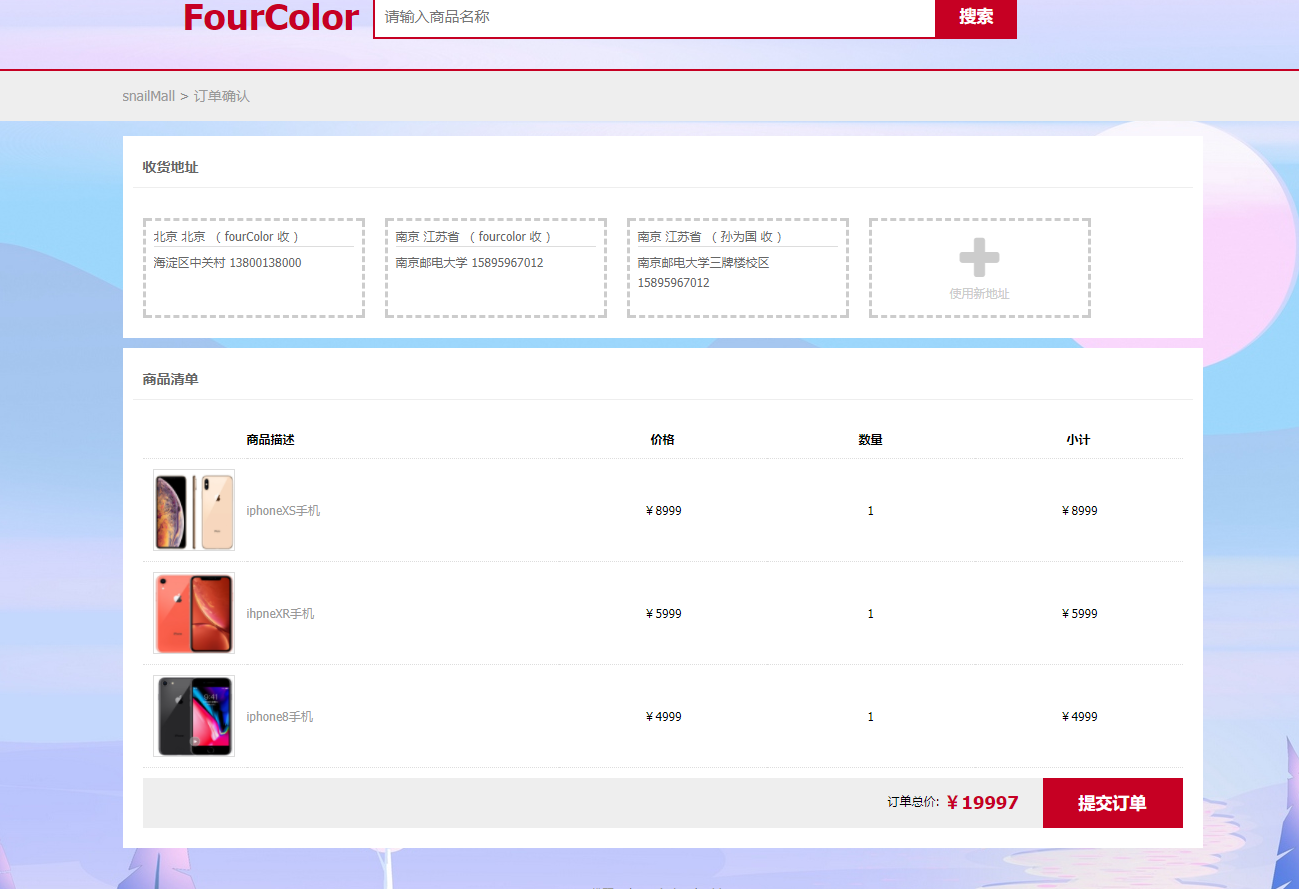 FourColor
请输入商品名称
搜索
snailMall > 订单确认
收货地址
北京 北京 （ fourColor 收 ）
海淀区中关村 13800138000
南京 江苏省 （ fourcolor 收 ）
南京邮电大学 15895967012
南京 江苏省 （ 孙为国 收 ）
南京邮电大学三牌楼校区
15895967012
使用新地址
商品清单
商品描述 价格 数量 小计
iphoneXS手机 ￥8999 1 ￥8999
ihpneXR手机 ￥5999 1 ￥5999
iphone8手机 ￥4999 1 ￥4999
订单总价: ￥19997
提交订单